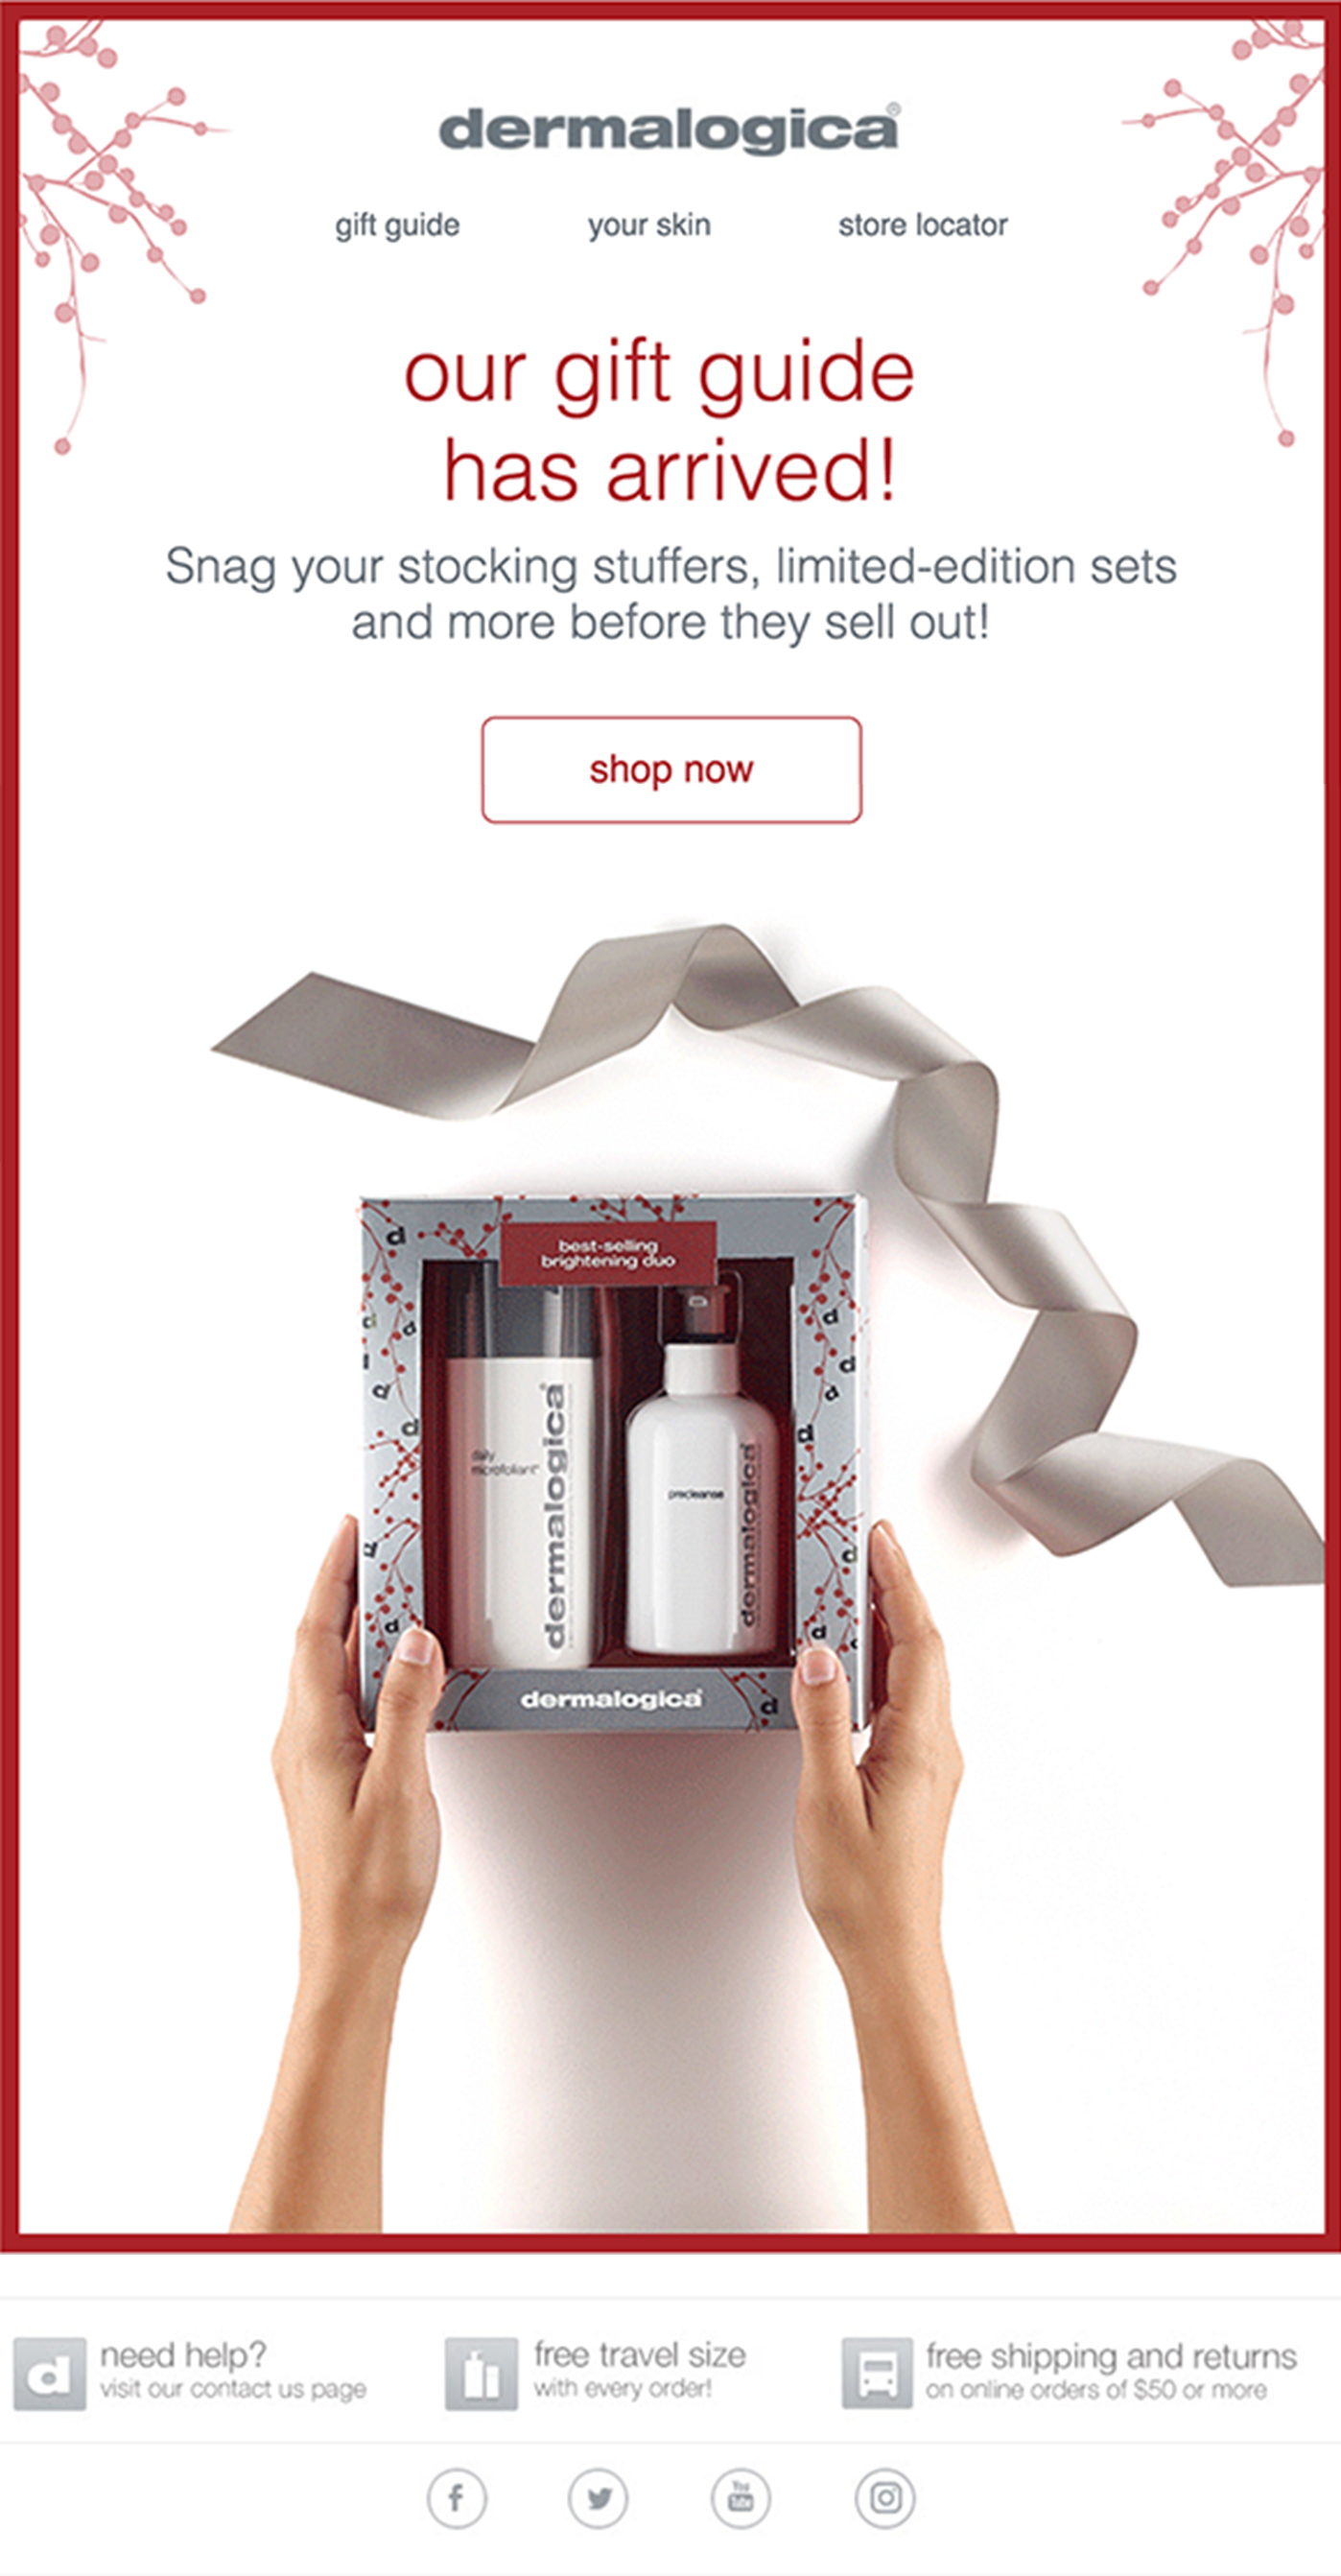 dermalogica®
gift guide
your skin
store locator
our gift guide
has arrived!
Snag your stocking stuffers, limited-edition sets
and more before they sell out!
shop now
best-selling
brightening duo
daily
microfoliant
dermalogica
precleanse
dermalogica
dermalogica
need help?
visit our contact us page
free travel size
with every order!
free shipping and returns
on online orders of $50 or more